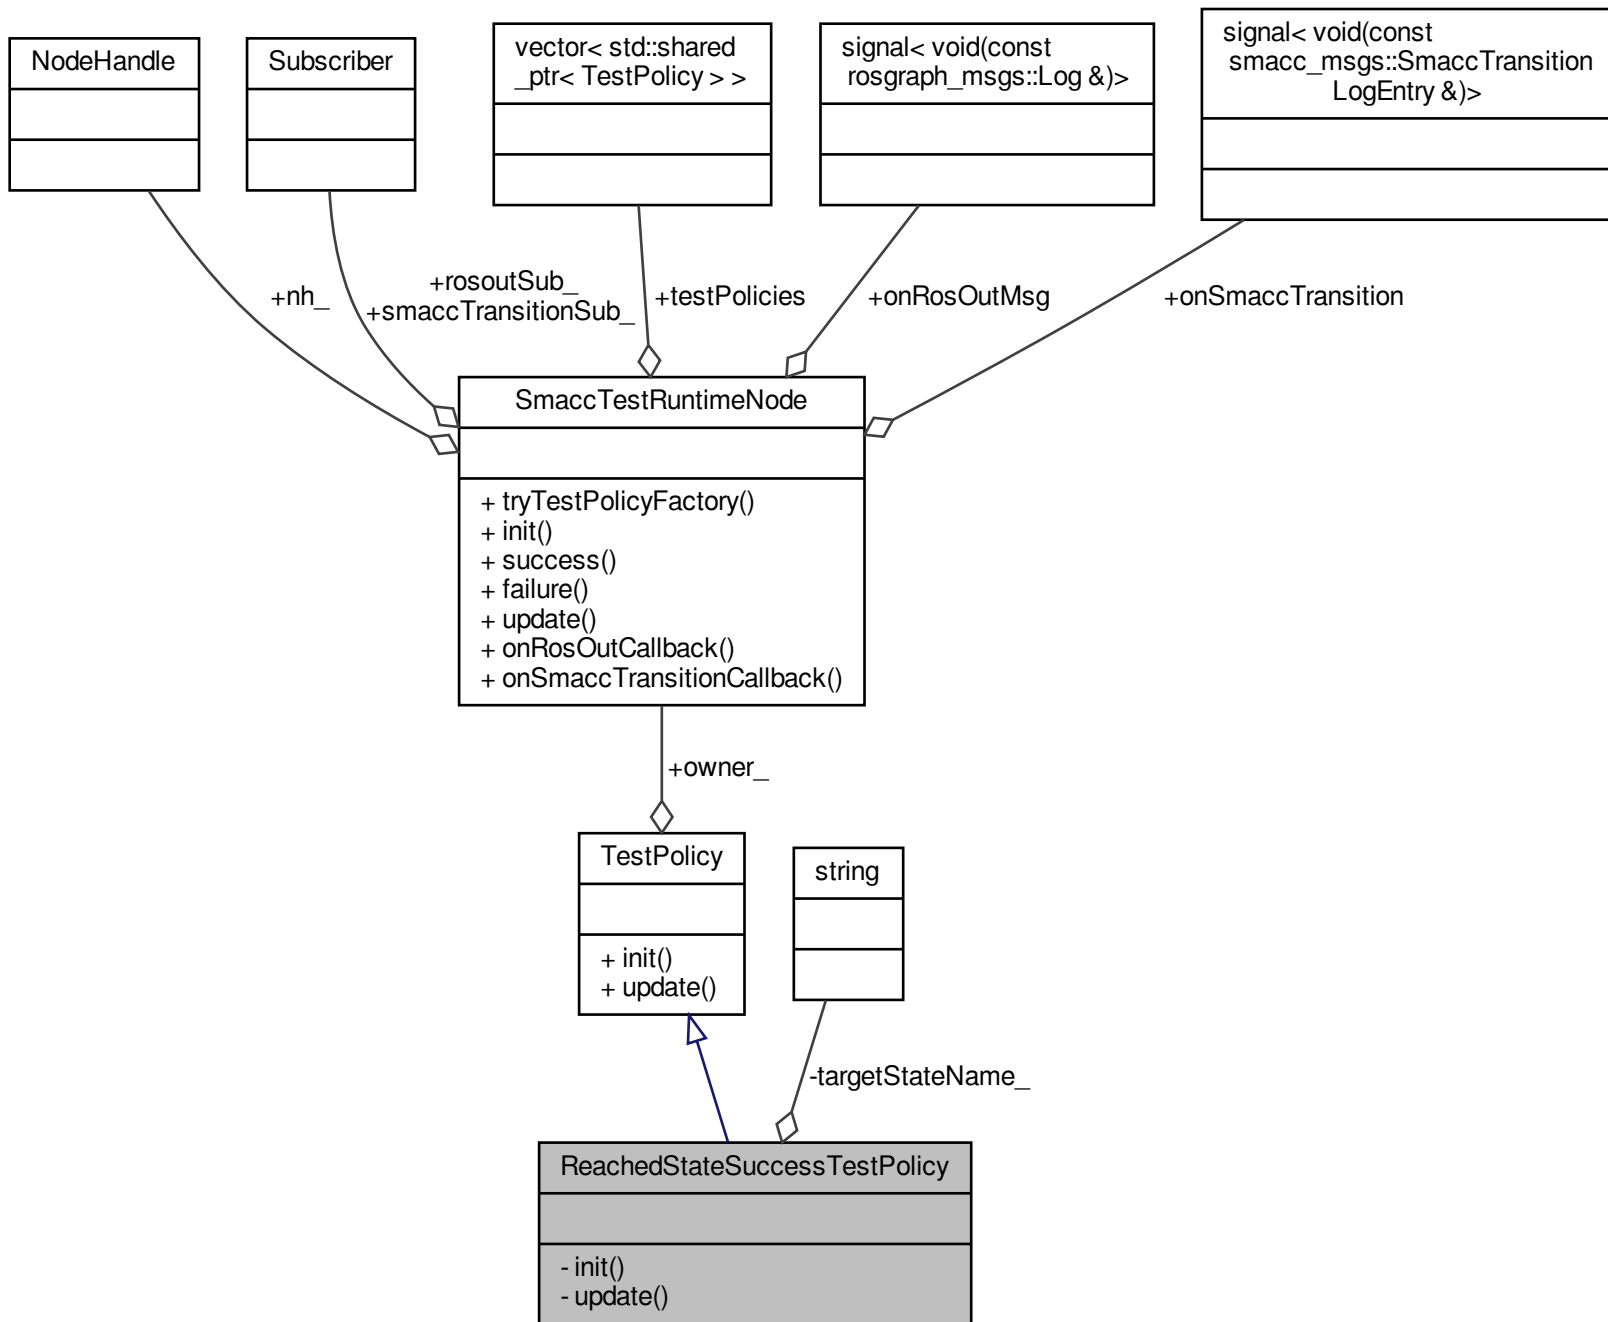 NodeHandle
Subscriber
vector< std::shared
_ptr< TestPolicy > >
signal< void(const
rosgraph_msgs::Log &)>
signal< void(const
smacc_msgs::SmaccTransition
LogEntry &)>
+nh_
+rosoutSub_
+smaccTransitionSub_
+testPolicies
+onRosOutMsg
+onSmaccTransition
SmaccTestRuntimeNode
+ tryTestPolicyFactory()
+ init()
+ success()
+ failure()
+ update()
+ onRosOutCallback()
+ onSmaccTransitionCallback()
+owner_
TestPolicy
+ init()
+ update()
string
-targetStateName_
ReachedStateSuccessTestPolicy
- init()
- update()